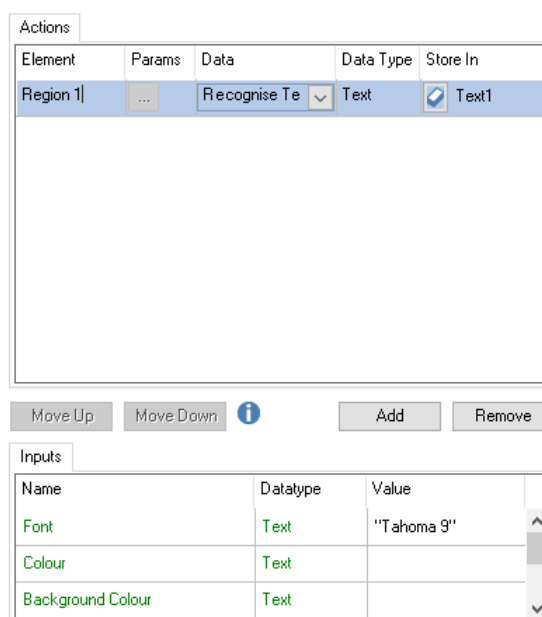 Actions
Element Params Data Data Type Store In
Region 1 ... Recognise Te Text Text1
Move Up Move Down i Add Remove
Inputs
Name Datatype Value
Font Text "Tahoma 9"
Colour Text
Background Colour Text